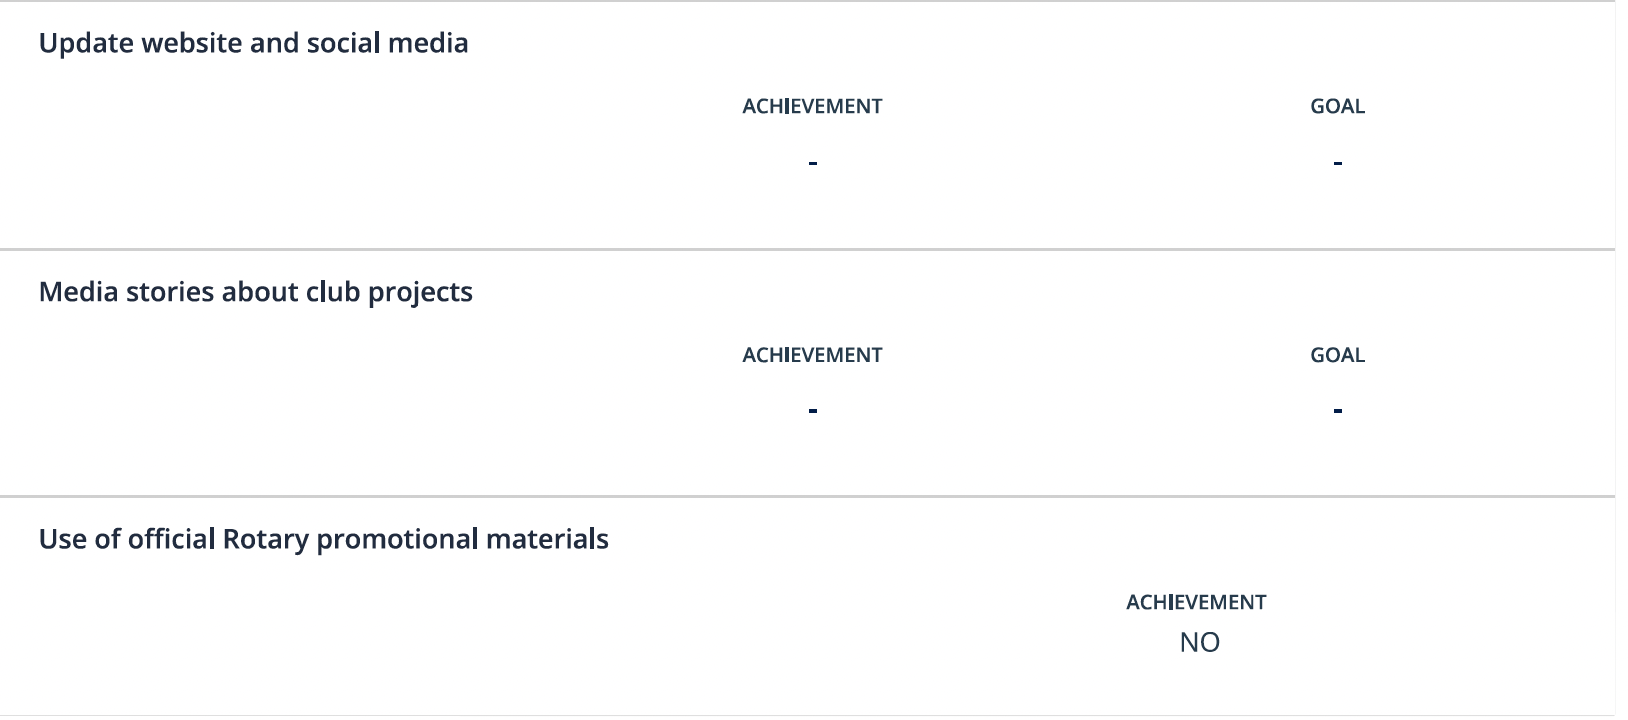 Update website and social media
ACHIEVEMENT GOAL
- -
Media stories about club projects
ACHIEVEMENT GOAL
- -
Use of official Rotary promotional materials
ACHIEVEMENT
NO